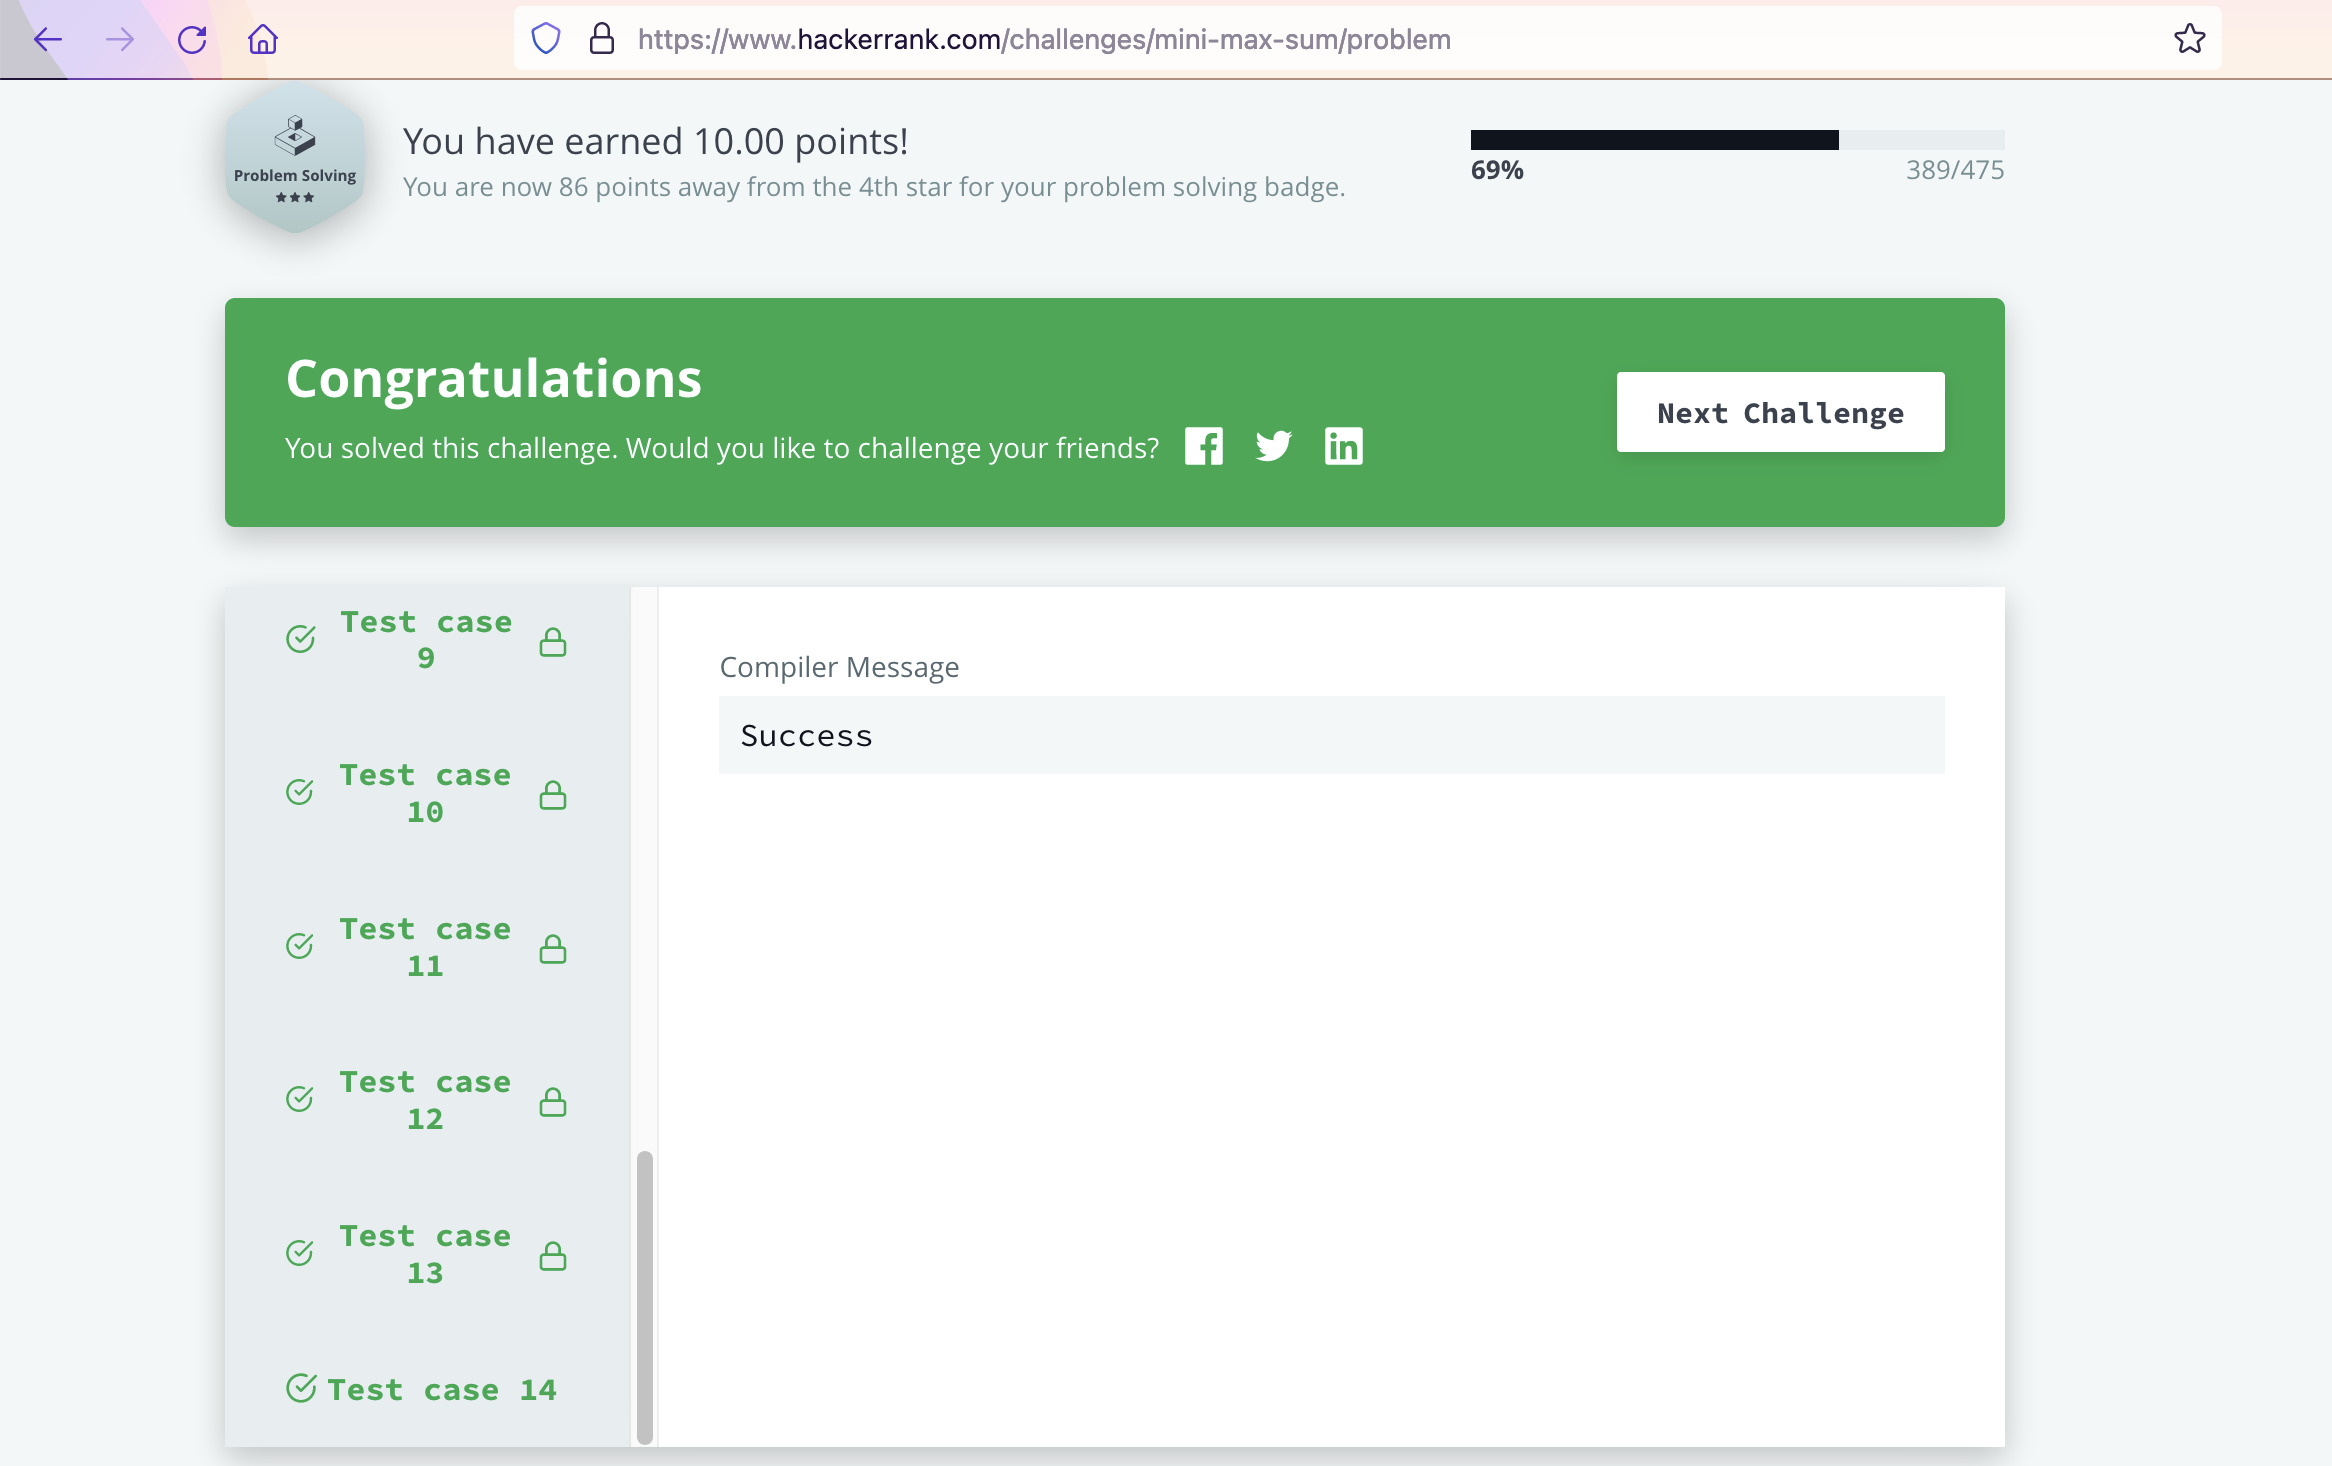 https://www.hackerrank.com/challenges/mini-max-sum/problem
Problem Solving
You have earned 10.00 points!
You are now 86 points away from the 4th star for your problem solving badge.
69%
389/475
Congratulations
You solved this challenge. Would you like to challenge your friends?
Next Challenge
Test case
9
Test case
10
Test case
11
Test case
12
Test case
13
Test case 14
Compiler Message
Success